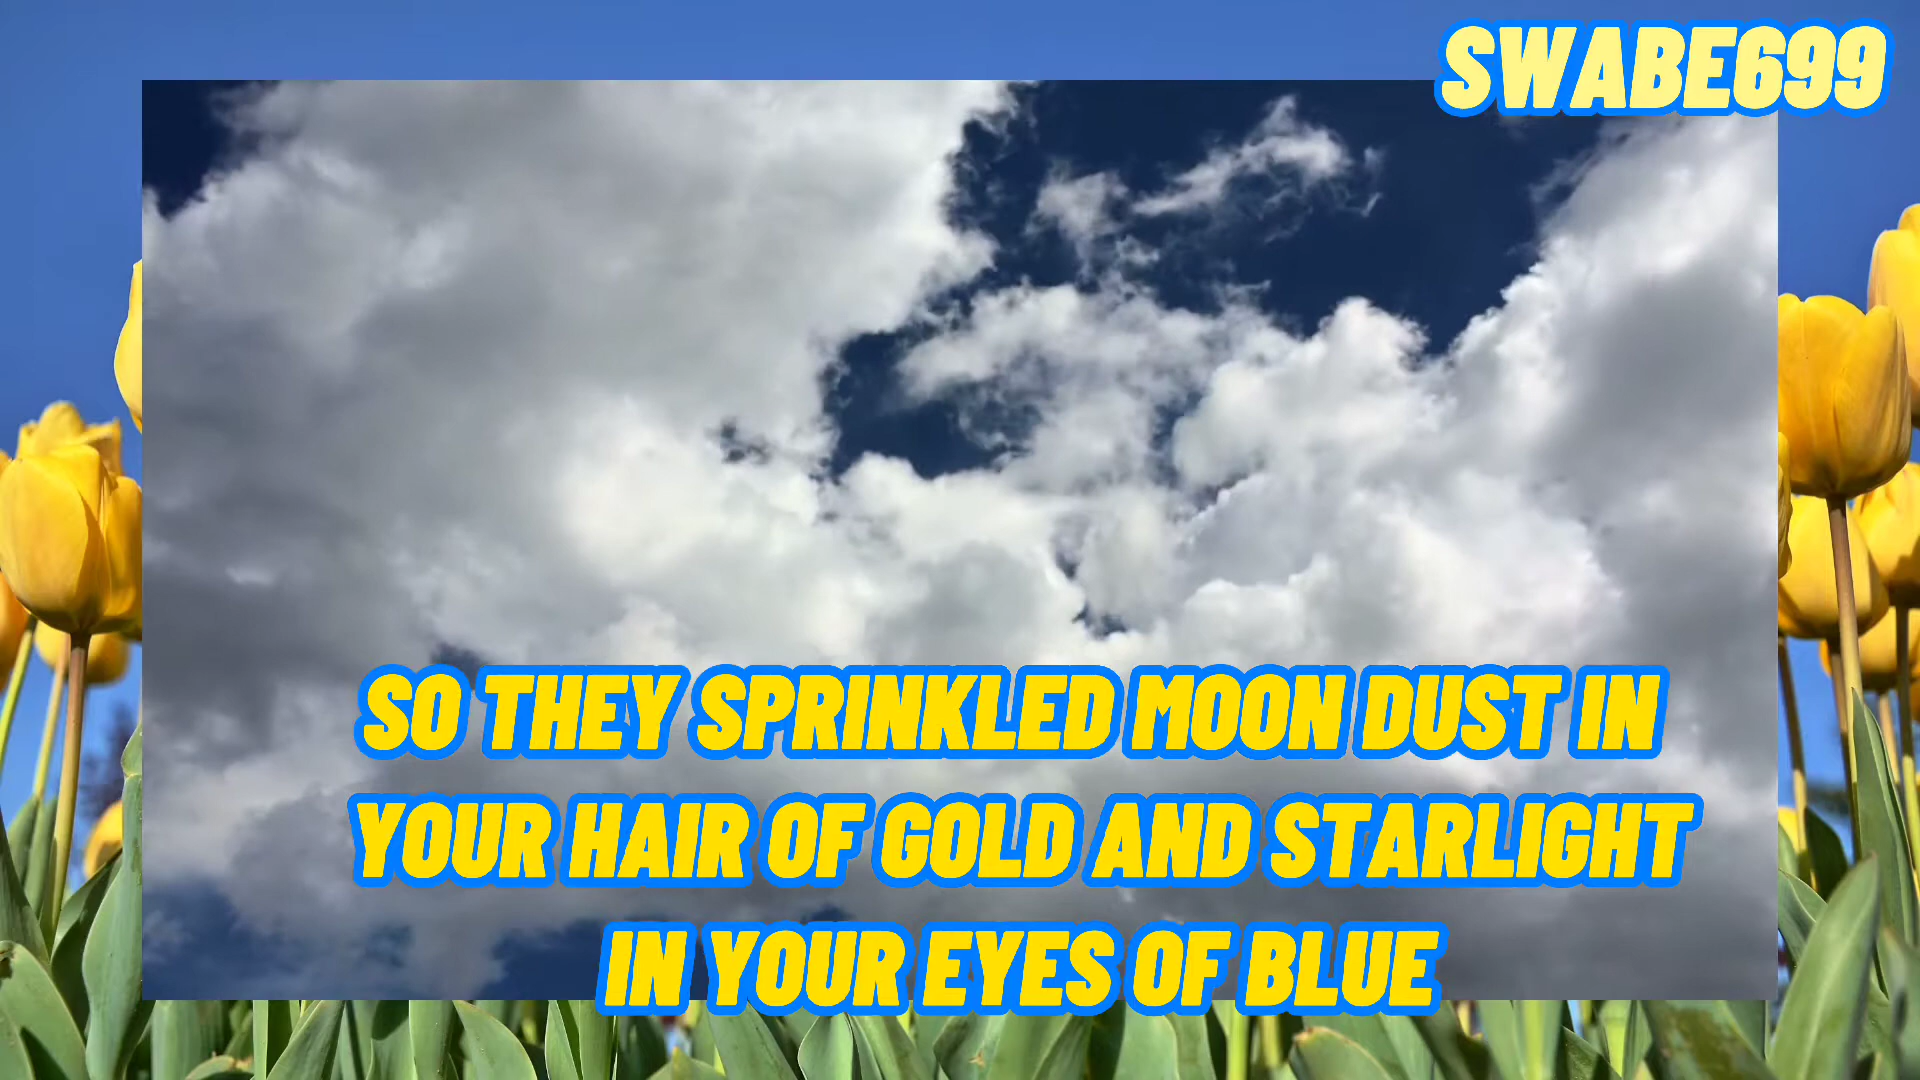 SWABE699
SO THEY SPRINKLED MOON DUST IN
YOUR HAIR OF GOLD AND STARLIGHT
IN YOUR EYES OF BLUE